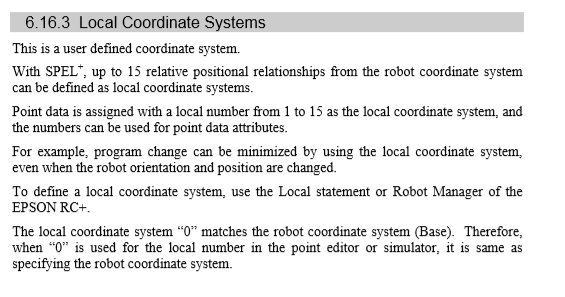 6.16.3 Local Coordinate Systems
This is a user defined coordinate system.
With SPEL+, up to 15 relative positional relationships from the robot coordinate system
can be defined as local coordinate systems.
Point data is assigned with a local number from 1 to 15 as the local coordinate system, and
the numbers can be used for point data attributes.
For example, program change can be minimized by using the local coordinate system,
even when the robot orientation and position are changed.
To define a local coordinate system, use the Local statement or Robot Manager of the
EPSON RC+.
The local coordinate system “0” matches the robot coordinate system (Base). Therefore,
when “0” is used for the local number in the point editor or simulator, it is same as
specifying the robot coordinate system.